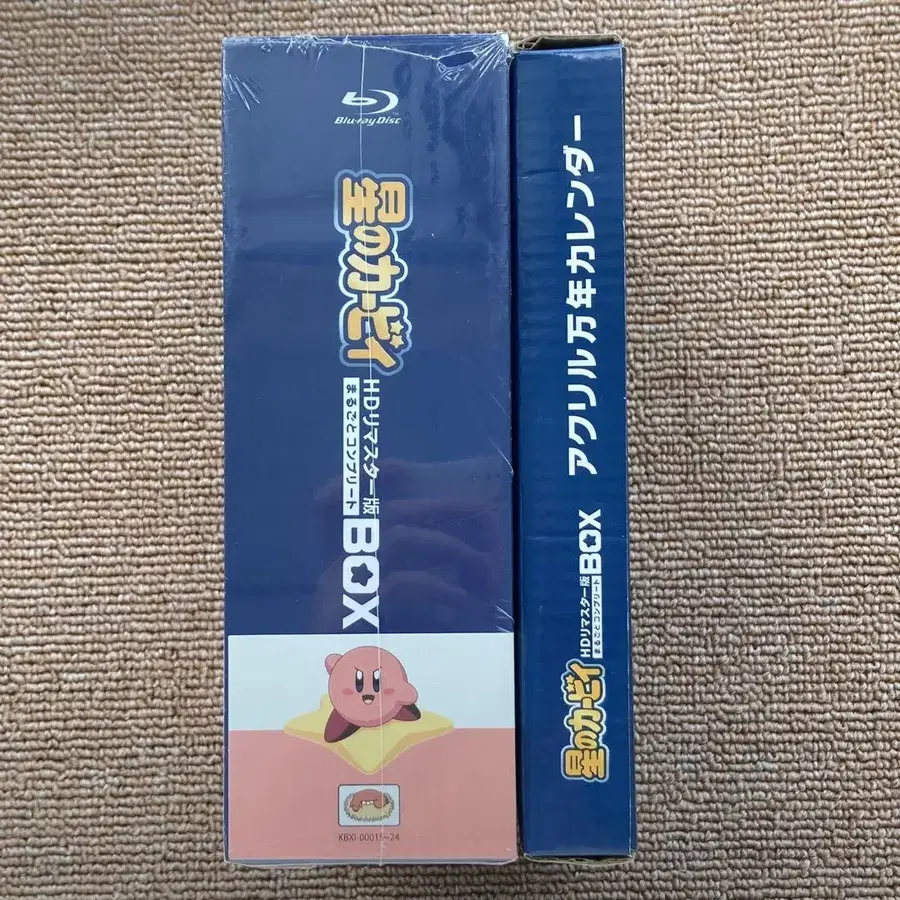 Blu-ray Disc
星のカービィ
HDリマスター版
まるごとコンプリート
BOX
KBXI-00015~24
アクリル万年カレンダー
星のカービィ
HDリマスター版
まるごとコンプリート
BOX